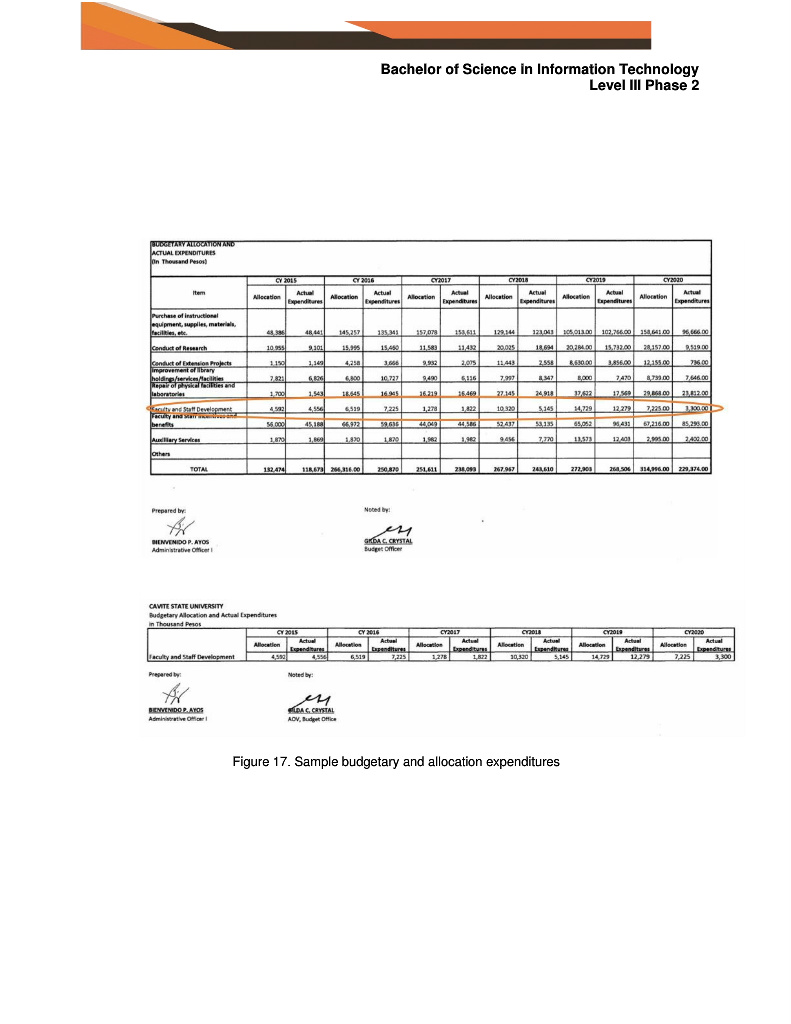 Bachelor of Science in Information Technology
Level III Phase 2
BUDGETARY ALLOCATION AND
ACTUAL EXPENDITURES
(In Thousand Pesos)
Item CY 2015 CY 2016 CY2017 CY2018 CY2019 CY2020
Allocation Actual Expenditures Allocation Actual Expenditures Allocation Actual Expenditures Allocation Actual Expenditures Allocation Actual Expenditures Allocation Actual Expenditures
Purchase of instructional
equipment, supplies, materials,
facilities, etc. 48,386 48,441 145,257 135,341 157,078 153,611 129,144 123,043 105,013.00 102,766.00 158,641.00 96,666.00
Conduct of Research 10,955 9,101 15,995 15,460 11,583 11,432 20,025 18,694 20,284.00 15,732.00 28,157.00 9,519.00
Conduct of Extension Projects 1,150 1,149 4,258 3,666 9,932 2,075 11,443 2,558 8,630.00 3,856.00 12,155.00 736.00
Improvement of library
holdings/services/facilities 7,821 6,826 6,800 10,727 9,490 6,116 7,997 8,347 8,000 7,470 8,739.00 7,646.00
Repair of physical facilities and
laboratories 1,700 1,543 18,645 16,945 16,219 16,469 27,145 24,918 37,622 17,569 29,868.00 23,812.00
Faculty and Staff Development 4,592 4,556 6,519 7,225 1,278 1,822 10,320 5,145 14,729 12,279 7,225.00 3,300.00
Faculty and Staff Incentives and
benefits 56,000 45,188 66,972 59,636 44,049 44,586 52,437 53,135 65,052 96,431 67,216.00 85,293.00
Auxilliary Services 1,870 1,869 1,870 1,870 1,982 1,982 9,456 7,770 13,573 12,403 2,995.00 2,402.00
Others
TOTAL 132,474 118,673 266,316.00 250,870 251,611 238,093 267,967 243,610 272,903 268,506 314,996.00 229,374.00
Prepared by: Noted by:
BIENVENIDO P. AYOS GILDA C. CRYSTAL
Administrative Officer I Budget Officer
CAVITE STATE UNIVERSITY
Budgetary Allocation and Actual Expenditures
in Thousand Pesos
CY 2015 CY 2016 CY2017 CY2018 CY2019 CY2020
Allocation Actual Expenditures Allocation Actual Expenditures Allocation Actual Expenditures Allocation Actual Expenditures Allocation Actual Expenditures Allocation Actual Expenditures
Faculty and Staff Development 4,592 4,556 6,519 7,225 1,278 1,822 10,320 5,145 14,729 12,279 7,225 3,300
Prepared by: Noted by:
BIENVENIDO P. AYOS GILDA C. CRYSTAL
Administrative Officer I AOV, Budget Office
Figure 17. Sample budgetary and allocation expenditures